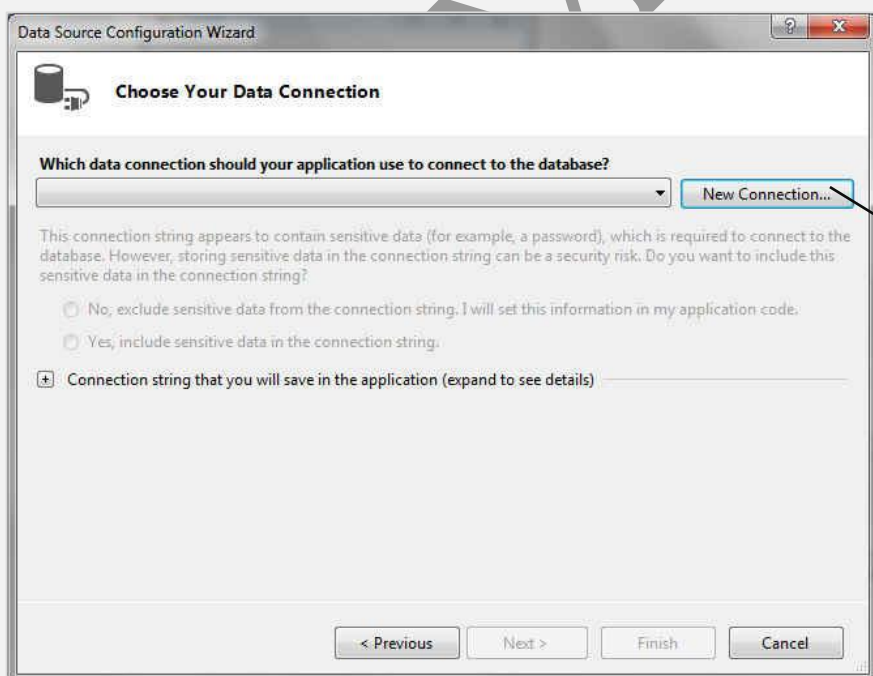 Data Source Configuration Wizard
Choose Your Data Connection
Which data connection should your application use to connect to the database?
New Connection...
This connection string appears to contain sensitive data (for example, a password), which is required to connect to the
database. However, storing sensitive data in the connection string can be a security risk. Do you want to include this
sensitive data in the connection string?
No, exclude sensitive data from the connection string. I will set this information in my application code.
Yes, include sensitive data in the connection string.
Connection string that you will save in the application (expand to see details)
< Previous
Next >
Finish
Cancel